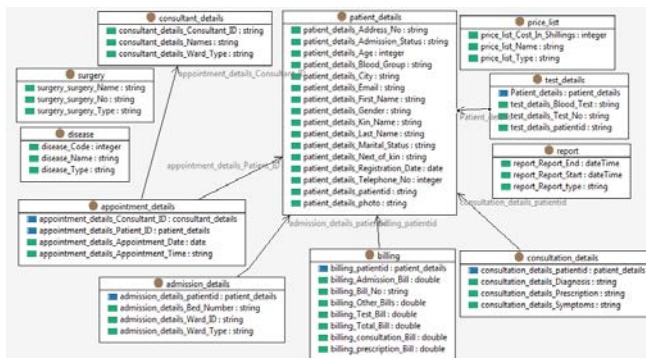 consultant_details
consultant_details_Consultant_ID : string
consultant_details_Names : string
consultant_details_Ward_Type : string
surgery
surgery_surgery_Name : string
surgery_surgery_No : string
surgery_surgery_Type : string
disease
disease_Code : integer
disease_Name : string
disease_Type : string
patient_details
patient_details_Address_No : string
patient_details_Admission_Status : string
patient_details_Age : integer
patient_details_Blood_Group : string
patient_details_City : string
patient_details_Email : string
patient_details_First_Name : string
patient_details_Gender : string
patient_details_Kin_Name : string
patient_details_Last_Name : string
patient_details_Marital_Status : string
patient_details_Next_of_kin : string
patient_details_Registration_Date : date
patient_details_Telephone_No : integer
patient_details_patientid : string
patient_details_photo : string
price_list
price_list_Cost_In_Shillings : integer
price_list_Name : string
price_list_Type : string
test_details
Patient_details : patient_details
test_details_Blood_Test : string
test_details_Test_No : string
test_details_patientid : string
report
report_Report_End : dateTime
report_Report_Start : dateTime
report_Report_type : string
appointment_details_Consultant_ID
appointment_details_Patient_ID
admission_details_patientid
billing_patientid
consultation_details_patientid
appointment_details
appointment_details_Consultant_ID : consultant_details
appointment_details_Patient_ID : patient_details
appointment_details_Appointment_Date : date
appointment_details_Appointment_Time : string
admission_details
admission_details_patientid : patient_details
admission_details_Bed_Number : string
admission_details_Ward_ID : string
admission_details_Ward_Type : string
billing
billing_patientid : patient_details
billing_Admission_Bill : double
billing_Bill_No : string
billing_Other_Bills : double
billing_Test_Bill : double
billing_Total_Bill : double
billing_consultation_Bill : double
billing_prescription_Bill : double
consultation_details
consultation_details_patientid : patient_details
consultation_details_Diagnosis : string
consultation_details_Prescription : string
consultation_details_Symptoms : string